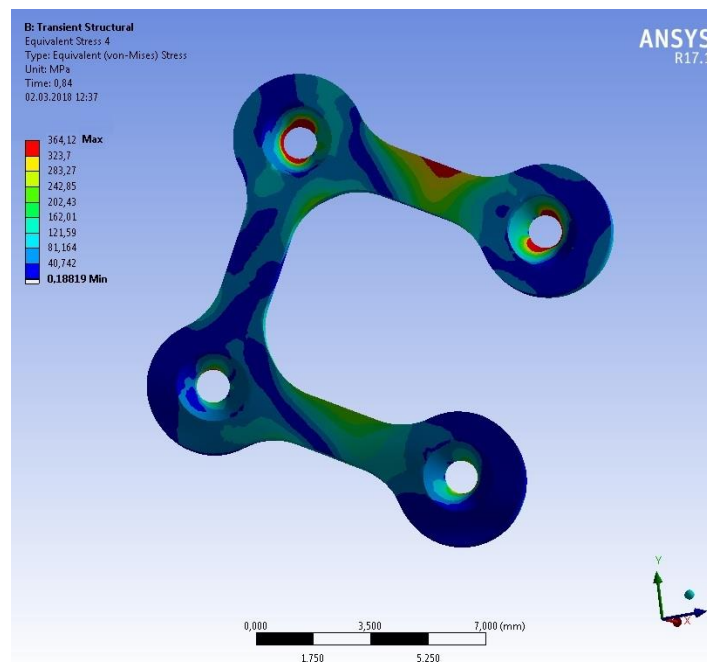 B: Transient Structural
Equivalent Stress 4
Type: Equivalent (von-Mises) Stress
Unit: MPa
Time: 0,84
02.03.2018 12:37
ANSYS
R17.1
364,12 Max
323,7
283,27
242,85
202,43
162,01
121,59
81,164
40,742
0,18819 Min
Y
X
0,000 3,500 7,000 (mm)
1.750 5.250